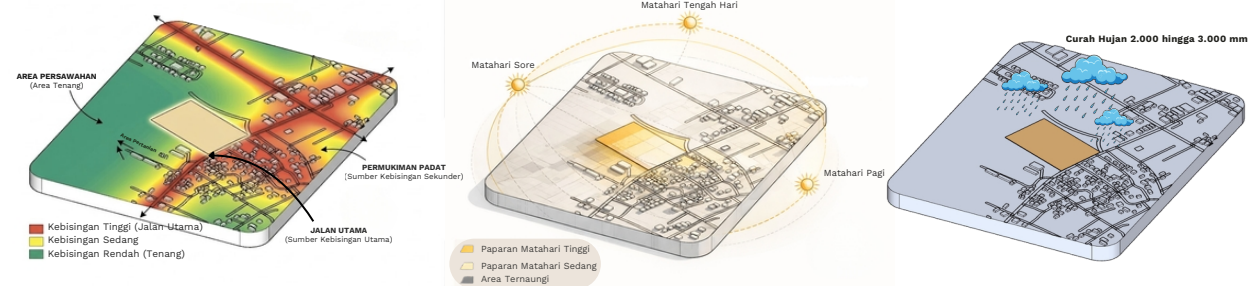 AREA PERSAWAHAN
(Area Tenang)
Area Pertanian
PERMUKIMAN PADAT
(Sumber Kebisingan Sekunder)
JALAN UTAMA
(Sumber Kebisingan Utama)
Kebisingan Tinggi (Jalan Utama)
Kebisingan Sedang
Kebisingan Rendah (Tenang)
Matahari Tengah Hari
Matahari Sore
Matahari Pagi
Paparan Matahari Tinggi
Paparan Matahari Sedang
Area Ternaungi
Curah Hujan 2.000 hingga 3.000 mm